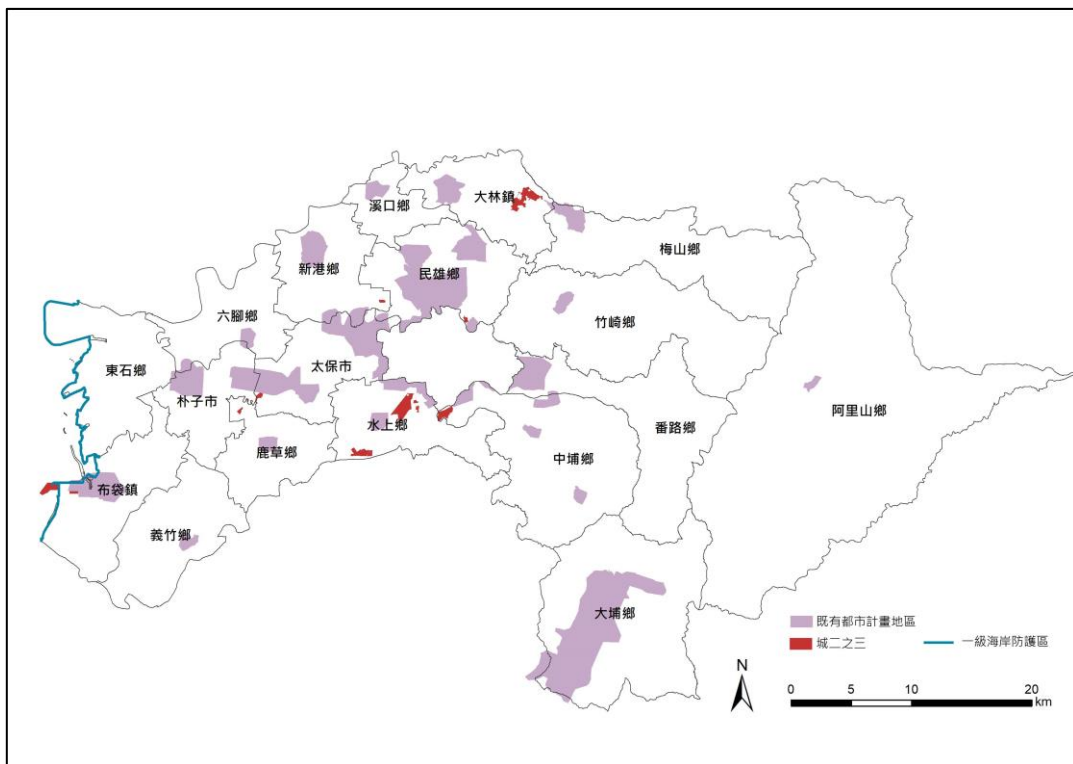 大林鎮
溪口鄉
梅山鄉
新港鄉
民雄鄉
六腳鄉
竹崎鄉
東石鄉
太保市
朴子市
阿里山鄉
水上鄉
番路鄉
鹿草鄉
中埔鄉
布袋鎮
義竹鄉
大埔鄉
既有都市計畫地區
城二之三
一級海岸防護區
N
0 5 10 20
km